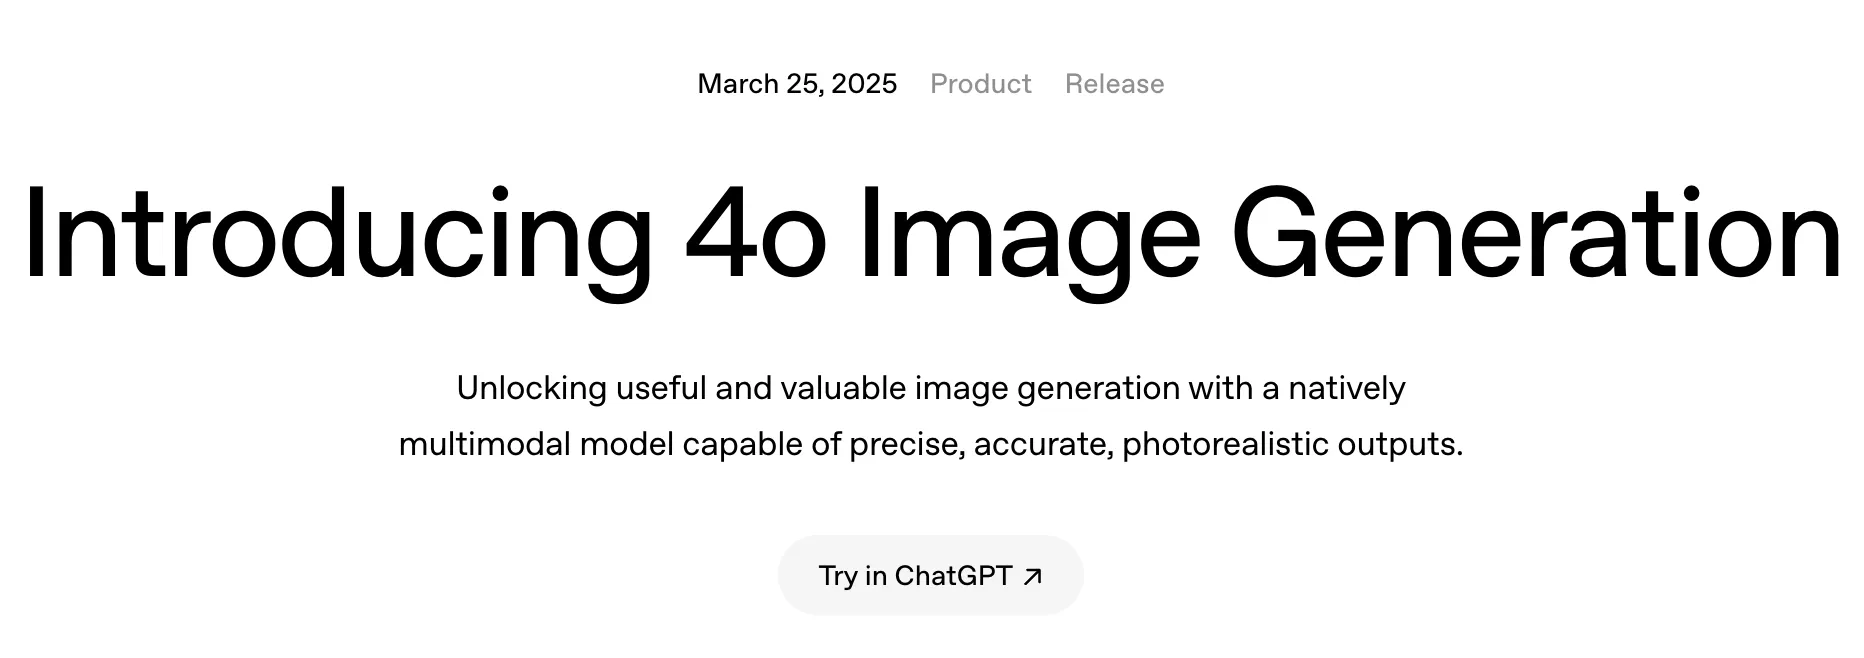 March 25, 2025 Product Release
Introducing 4o Image Generation
Unlocking useful and valuable image generation with a natively
multimodal model capable of precise, accurate, photorealistic outputs.
Try in ChatGPT ↗